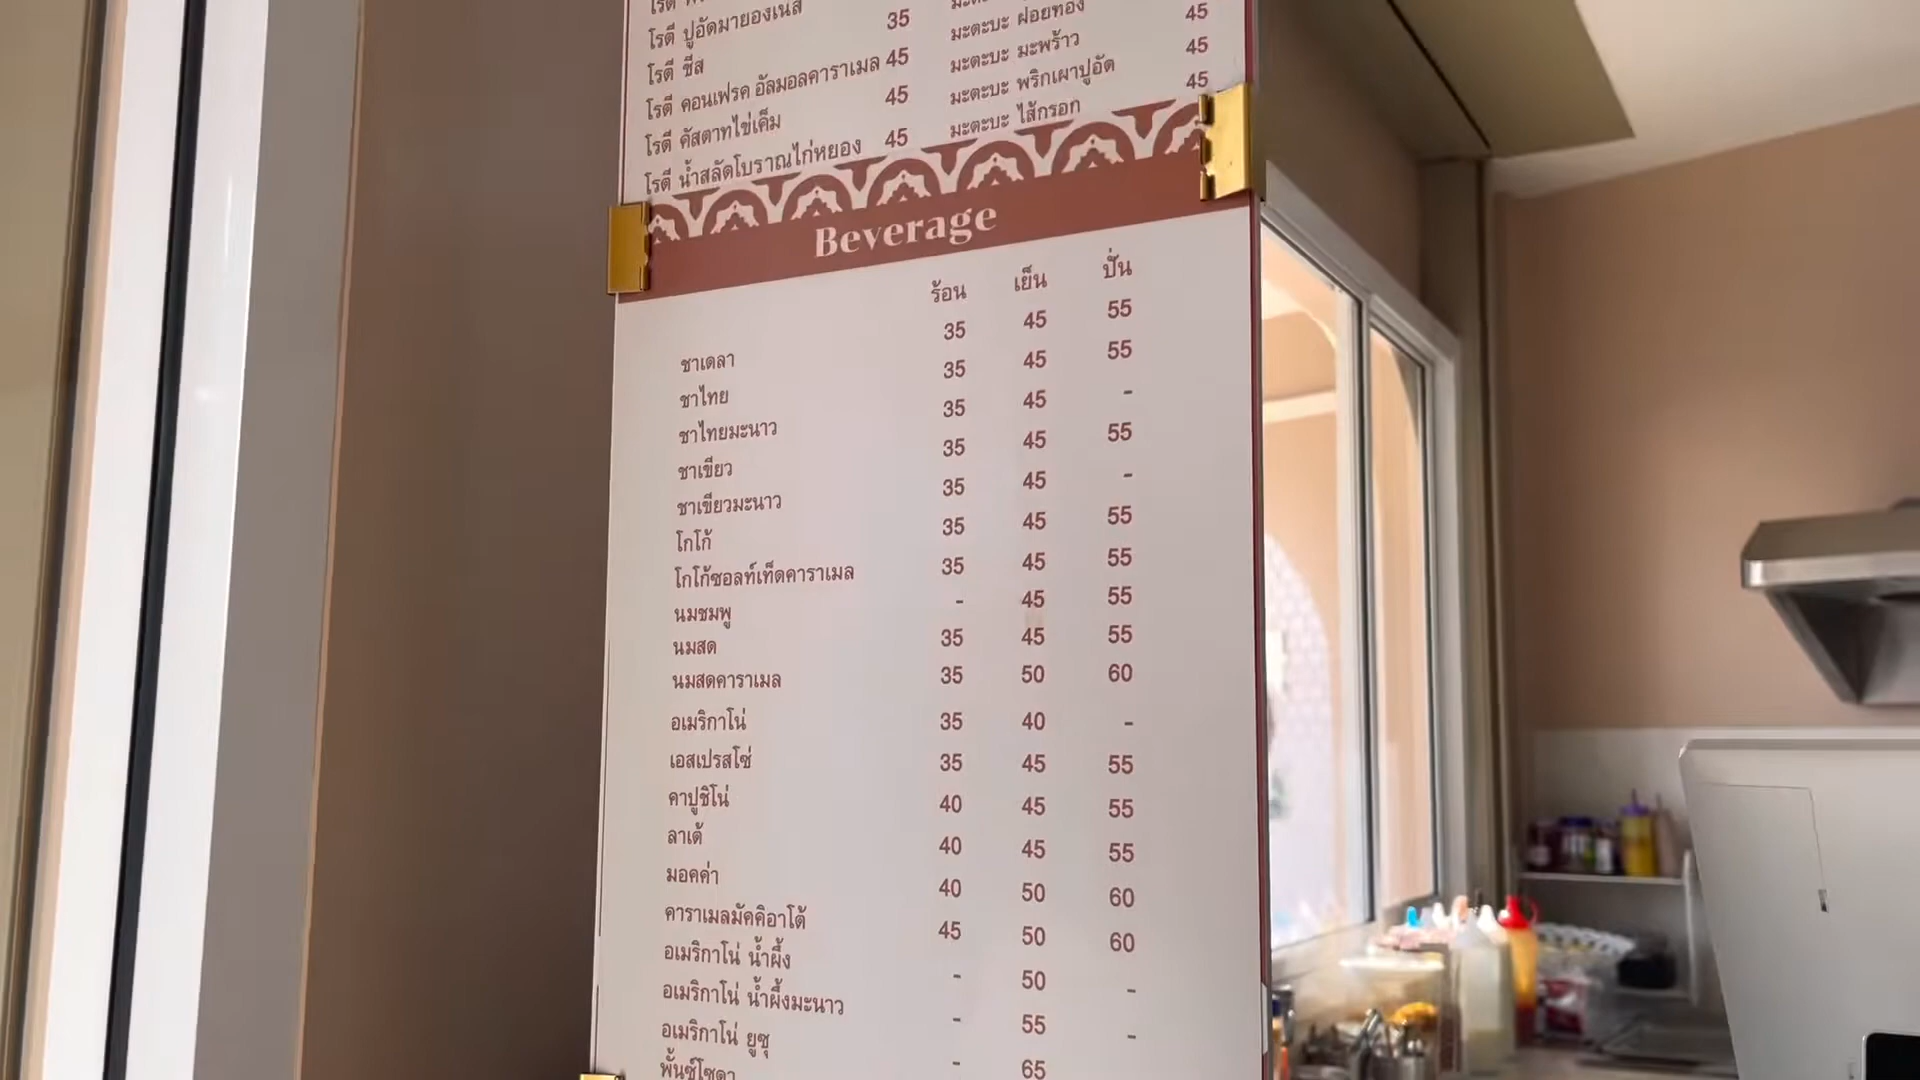 โรตี ปูอัดมายองเนส
โรตี ชีส 35
โรตี คอนเฟรค อัลมอลคาราเมล 45
โรตี คัสตาทไข่เค็ม 45
โรตี น้ำสลัดโบราณไก่หยอง 45
มะตะบะ ฝอยทอง
มะตะบะ มะพร้าว 45
มะตะบะ พริกเผาปูอัด 45
มะตะบะ ไส้กรอก 45
Beverage
ร้อน เย็น ปั่น
ชาเดลา 35 45 55
ชาไทย 35 45 55
ชาไทยมะนาว 35 45 -
ชาเขียว 35 45 55
ชาเขียวมะนาว 35 45 -
โกโก้ 35 45 55
โกโก้ซอลท์เท็ดคาราเมล 35 45 55
นมชมพู - 45 55
นมสด 35 45 55
นมสดคาราเมล 35 50 60
อเมริกาโน่ 35 40 -
เอสเปรสโซ่ 35 45 55
คาปูชิโน่ 40 45 55
ลาเต้ 40 45 55
มอคค่า 40 50 60
คาราเมลมัคคิอาโต้ 45 50 60
อเมริกาโน่ น้ำผึ้ง - 50 -
อเมริกาโน่ น้ำผึ้งมะนาว - 55 -
อเมริกาโน่ ยูซุ - 65
พั้นซ์โซดา